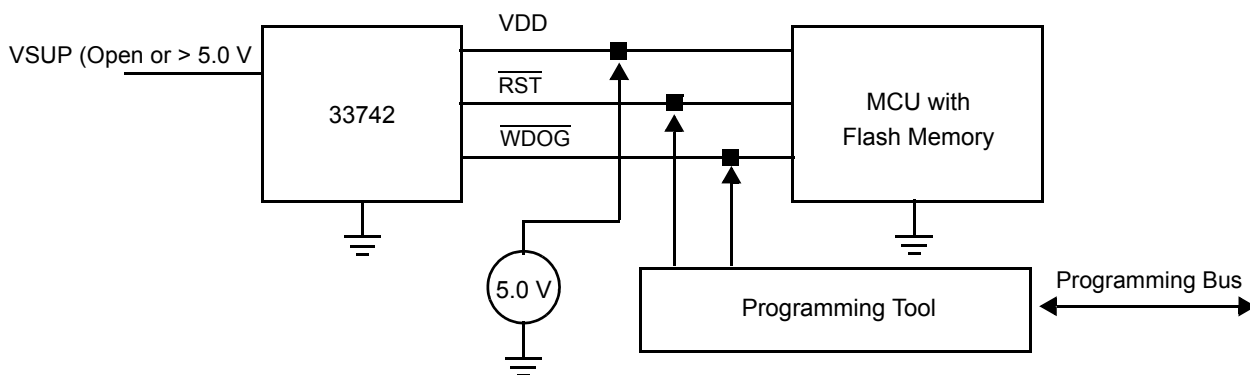 VDD
VSUP (Open or > 5.0 V
RST
33742
WDOG
MCU with
Flash Memory
5.0 V
Programming Tool
Programming Bus